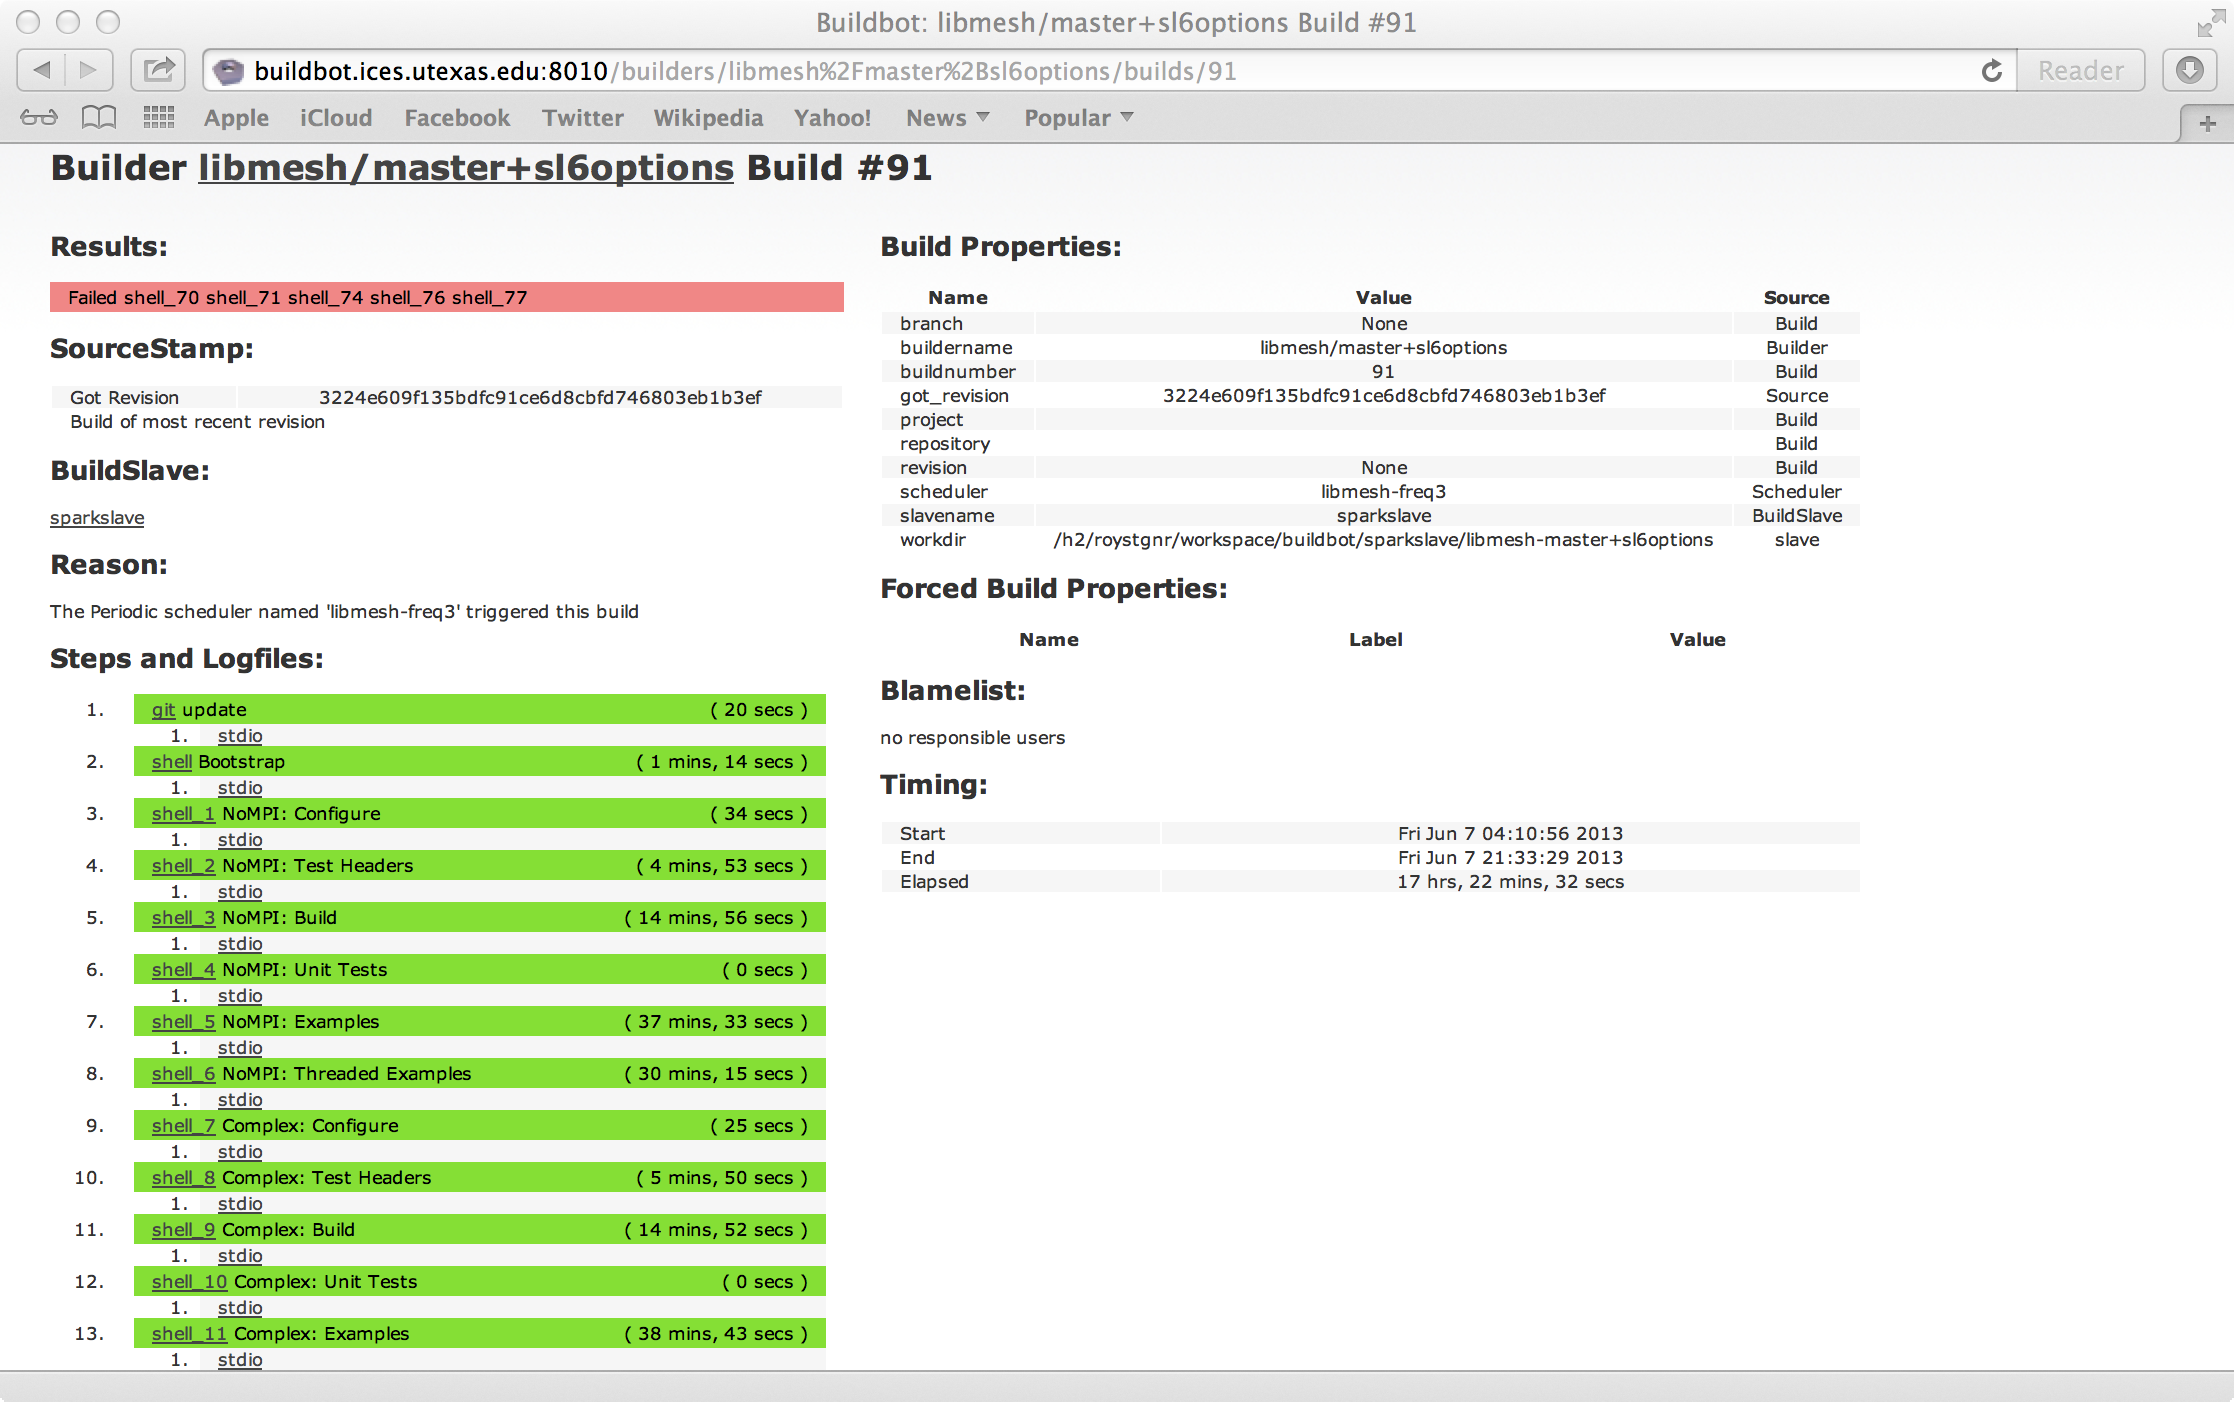 Buildbot: libmesh/master+sl6options Build #91
buildbot.ices.utexas.edu:8010/builders/libmesh%2Fmaster%2Bsl6options/builds/91
Reader
Apple iCloud Facebook Twitter Wikipedia Yahoo! News Popular
Builder libmesh/master+sl6options Build #91
Results:
Failed shell_70 shell_71 shell_74 shell_76 shell_77
SourceStamp:
Got Revision 3224e609f135bdfc91ce6d8cbfd746803eb1b3ef
Build of most recent revision
BuildSlave:
sparkslave
Reason:
The Periodic scheduler named 'libmesh-freq3' triggered this build
Steps and Logfiles:
1. git update ( 20 secs )
1. stdio
2. shell Bootstrap ( 1 mins, 14 secs )
1. stdio
3. shell_1 NoMPI: Configure ( 34 secs )
1. stdio
4. shell_2 NoMPI: Test Headers ( 4 mins, 53 secs )
1. stdio
5. shell_3 NoMPI: Build ( 14 mins, 56 secs )
1. stdio
6. shell_4 NoMPI: Unit Tests ( 0 secs )
1. stdio
7. shell_5 NoMPI: Examples ( 37 mins, 33 secs )
1. stdio
8. shell_6 NoMPI: Threaded Examples ( 30 mins, 15 secs )
1. stdio
9. shell_7 Complex: Configure ( 25 secs )
1. stdio
10. shell_8 Complex: Test Headers ( 5 mins, 50 secs )
1. stdio
11. shell_9 Complex: Build ( 14 mins, 52 secs )
1. stdio
12. shell_10 Complex: Unit Tests ( 0 secs )
1. stdio
13. shell_11 Complex: Examples ( 38 mins, 43 secs )
1. stdio
Build Properties:
Name Value Source
branch None Build
buildername libmesh/master+sl6options Builder
buildnumber 91 Build
got_revision 3224e609f135bdfc91ce6d8cbfd746803eb1b3ef Source
project Build
repository Build
revision None Build
scheduler libmesh-freq3 Scheduler
slavename sparkslave BuildSlave
workdir /h2/roystgnr/workspace/buildbot/sparkslave/libmesh-master+sl6options slave
Forced Build Properties:
Name Label Value
Blamelist:
no responsible users
Timing:
Start Fri Jun 7 04:10:56 2013
End Fri Jun 7 21:33:29 2013
Elapsed 17 hrs, 22 mins, 32 secs